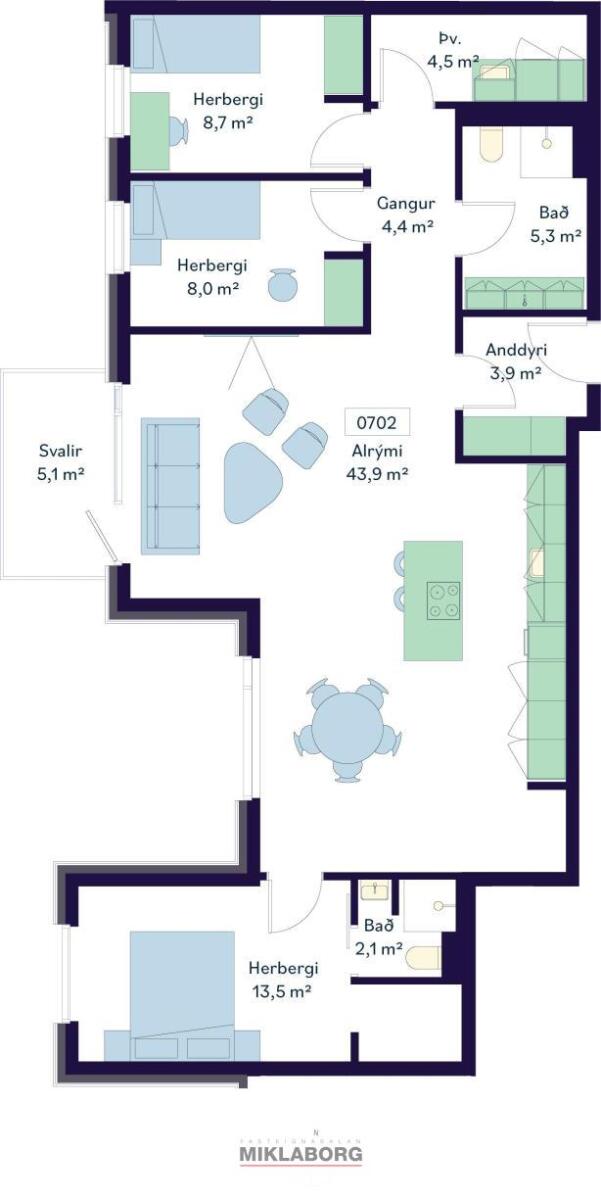 Þv.
4,5 m²
Herbergi
8,7 m²
Gangur
4,4 m²
Bað
5,3 m²
Herbergi
8,0 m²
Anddyri
3,9 m²
0702
Alrými
43,9 m²
Svalir
5,1 m²
Bað
2,1 m²
Herbergi
13,5 m²
N
FASTEIGNASALAN
MIKLABORG